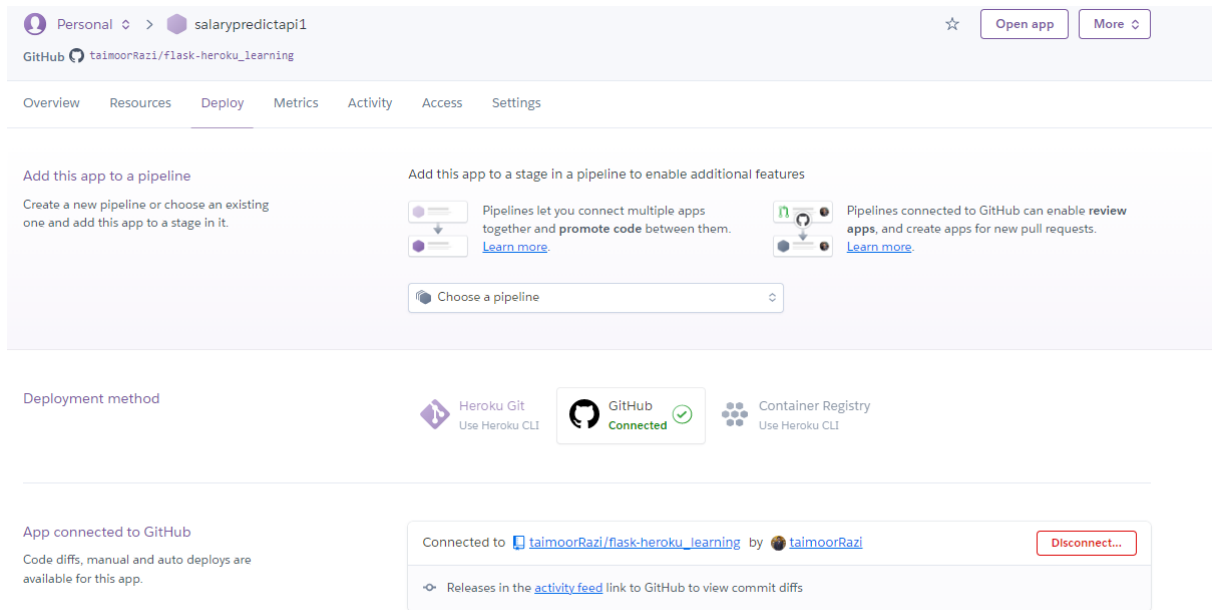 Personal > salarypredictapi1
Open app
More
GitHub taimoorRazi/flask-heroku_learning
Overview Resources Deploy Metrics Activity Access Settings
Add this app to a pipeline
Create a new pipeline or choose an existing
one and add this app to a stage in it.
Add this app to a stage in a pipeline to enable additional features
Pipelines let you connect multiple apps
together and promote code between them.
Learn more.
Pipelines connected to GitHub can enable review
apps, and create apps for new pull requests.
Learn more.
Choose a pipeline
Deployment method
Heroku Git
Use Heroku CLI
GitHub
Connected
Container Registry
Use Heroku CLI
App connected to GitHub
Code diffs, manual and auto deploys are
available for this app.
Connected to taimoorRazi/flask-heroku_learning by taimoorRazi
Disconnect...
Releases in the activity feed link to GitHub to view commit diffs